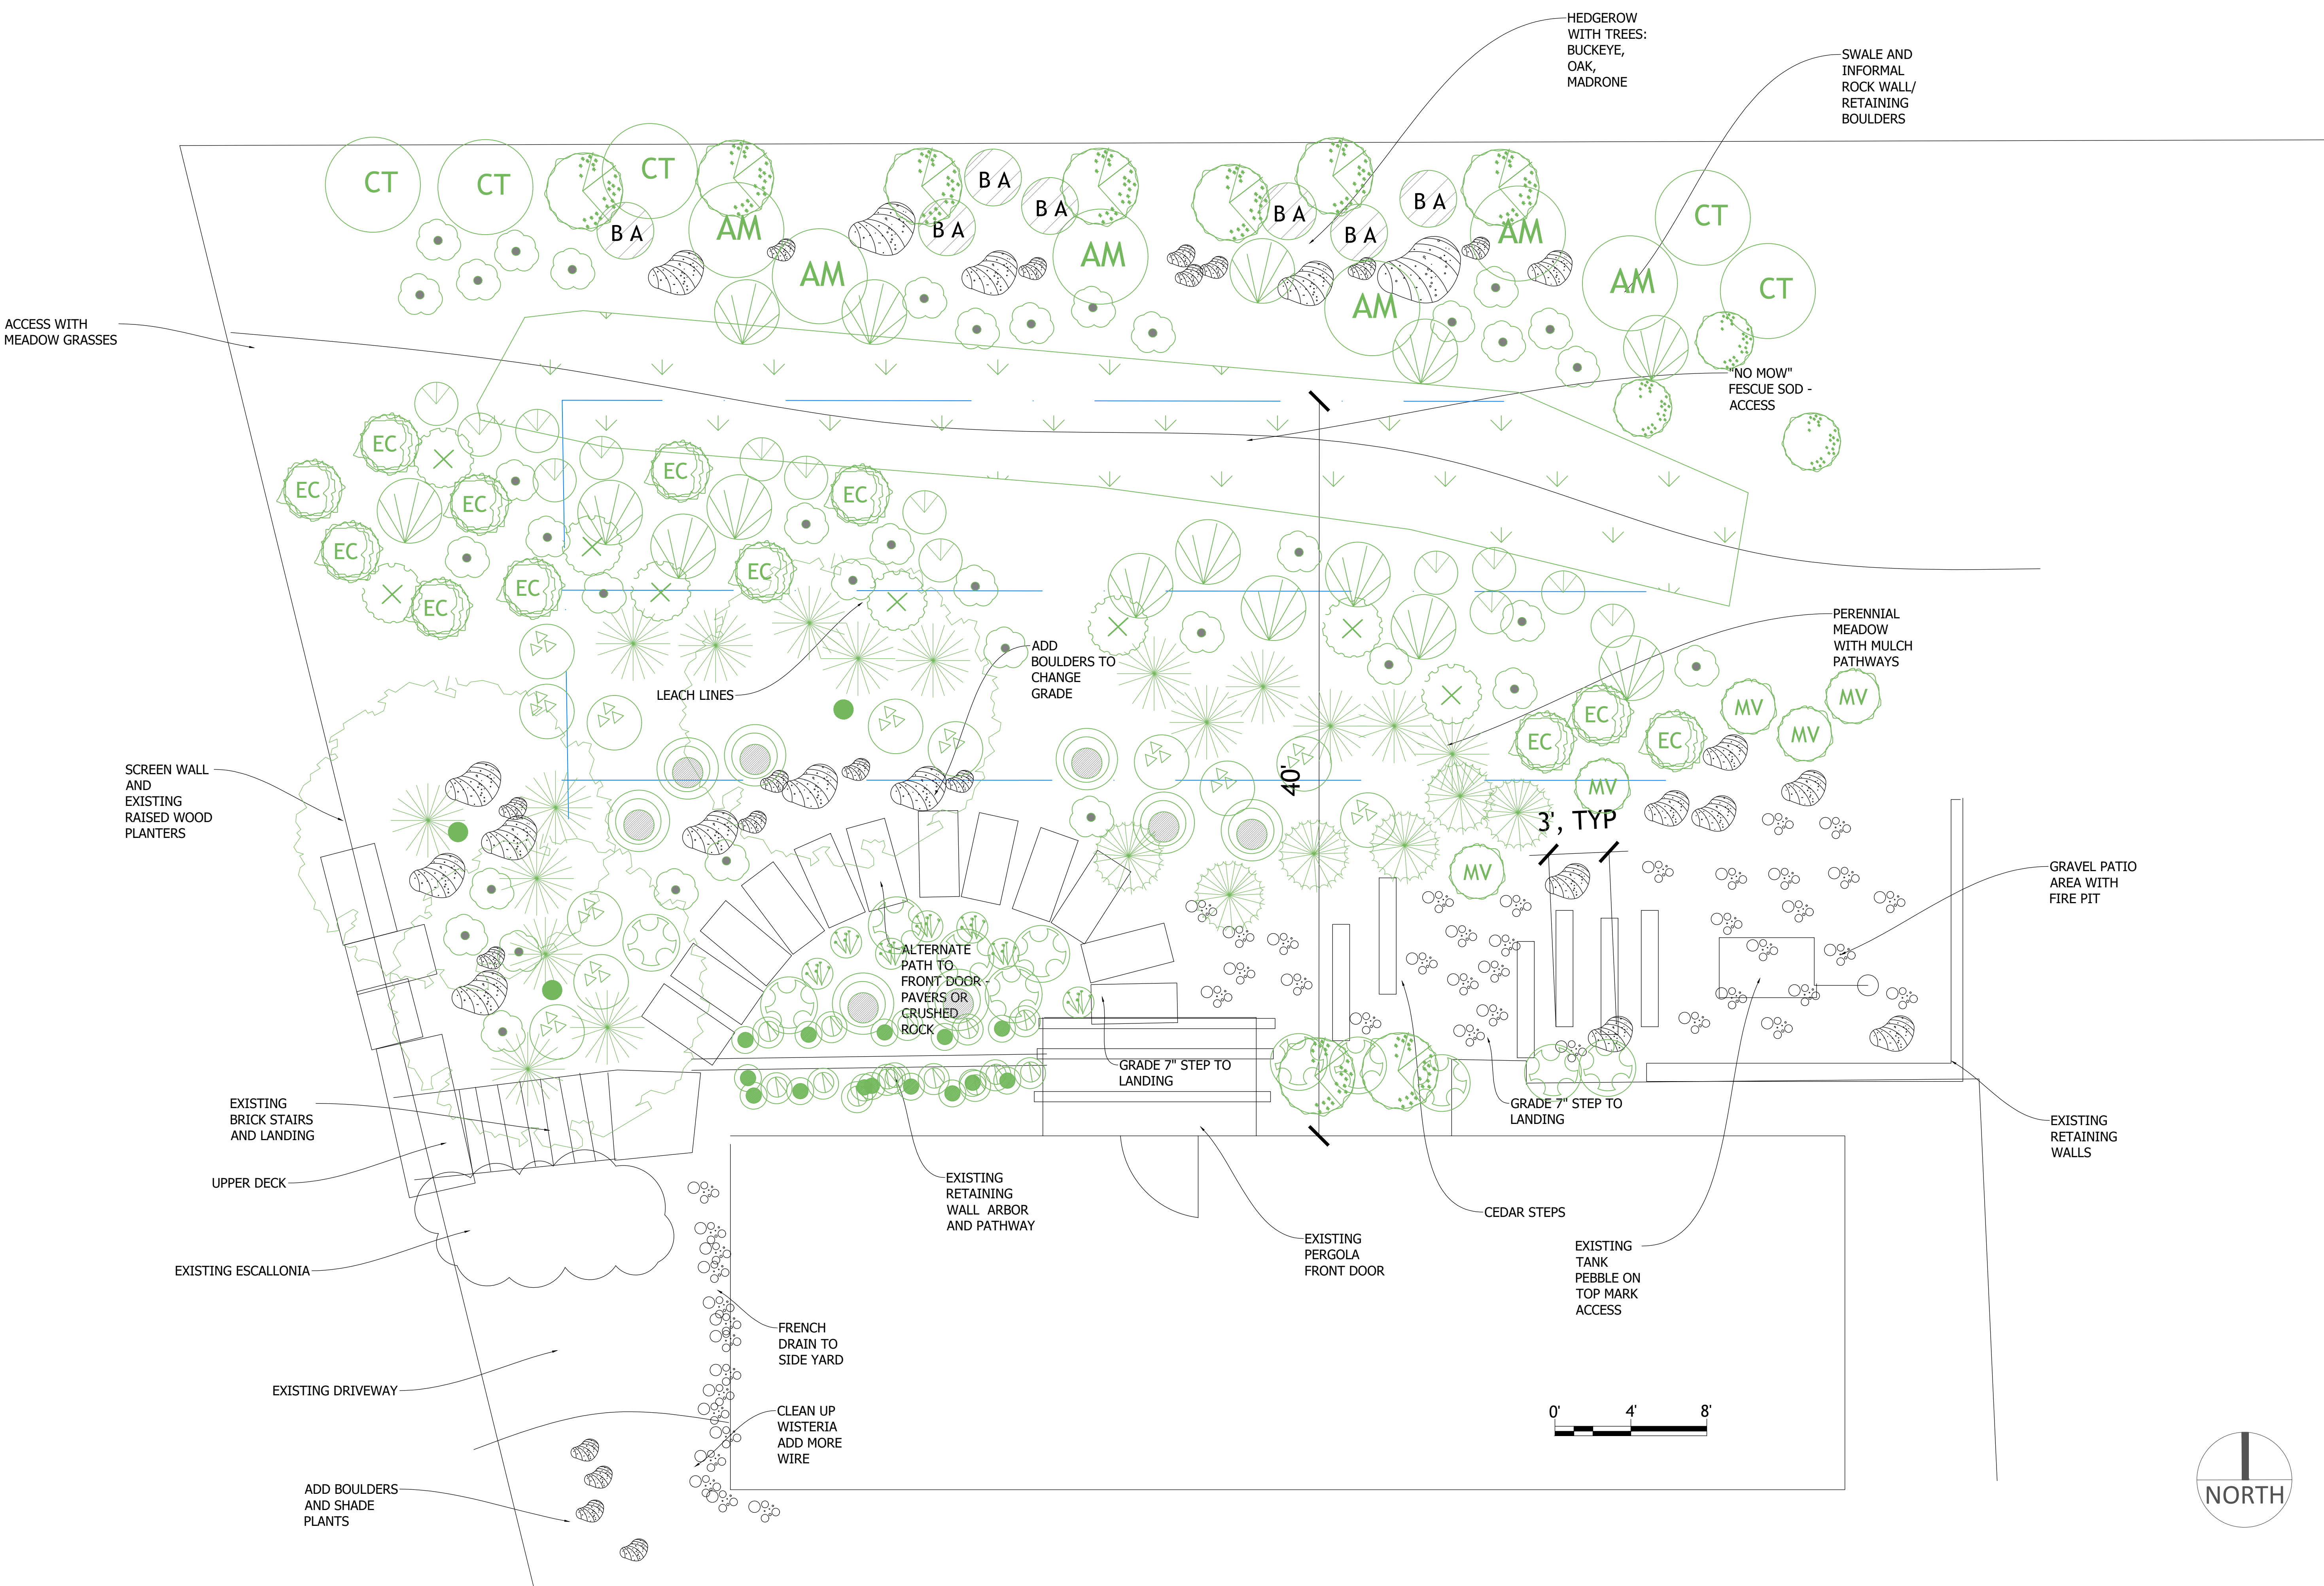 HEDGEROW
WITH TREES:
BUCKEYE,
OAK,
MADRONE
SWALE AND
INFORMAL
ROCK WALL/
RETAINING
BOULDERS
CT
CT
CT
B A
B A
B A
B A
B A
B A
B A
AM
AM
AM
AM
AM
AM
CT
CT
ACCESS WITH
MEADOW GRASSES
"NO MOW"
FESCUE SOD -
ACCESS
EC
EC
EC
EC
EC
EC
EC
EC
EC
PERENNIAL
MEADOW
WITH MULCH
PATHWAYS
ADD
BOULDERS TO
CHANGE
GRADE
LEACH LINES
EC
EC
EC
MV
MV
MV
MV
MV
40'
3', TYP
SCREEN WALL
AND
EXISTING
RAISED WOOD
PLANTERS
GRAVEL PATIO
AREA WITH
FIRE PIT
ALTERNATE
PATH TO
FRONT DOOR -
PAVERS OR
CRUSHED
ROCK
GRADE 7" STEP TO
LANDING
GRADE 7" STEP TO
LANDING
EXISTING
BRICK STAIRS
AND LANDING
EXISTING
RETAINING
WALLS
UPPER DECK
EXISTING
RETAINING
WALL ARBOR
AND PATHWAY
CEDAR STEPS
EXISTING
PERGOLA
FRONT DOOR
EXISTING
TANK
PEBBLE ON
TOP MARK
ACCESS
EXISTING ESCALLONIA
FRENCH
DRAIN TO
SIDE YARD
EXISTING DRIVEWAY
CLEAN UP
WISTERIA
ADD MORE
WIRE
0' 4' 8'
ADD BOULDERS
AND SHADE
PLANTS
NORTH